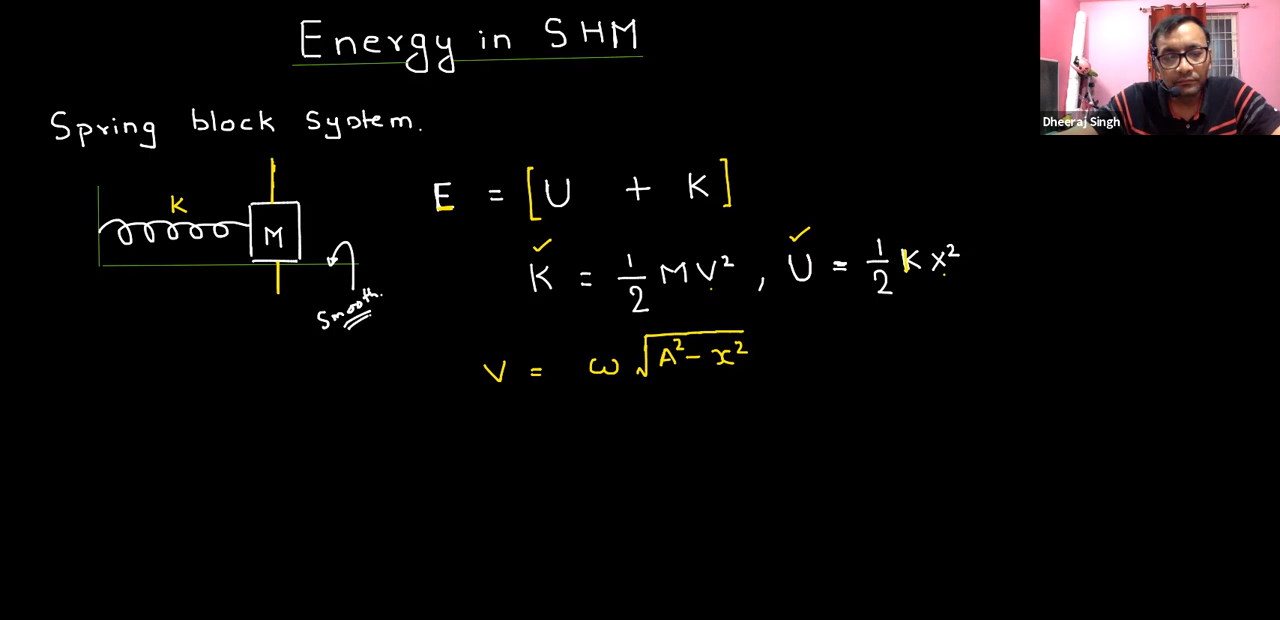 Energy in SHM
Dheeraj Singh
Spring block System.
E = [U + K]
K
M
K = 1/2 MV², U = 1/2 Kx²
Smooth.
V = ω√A²-x²